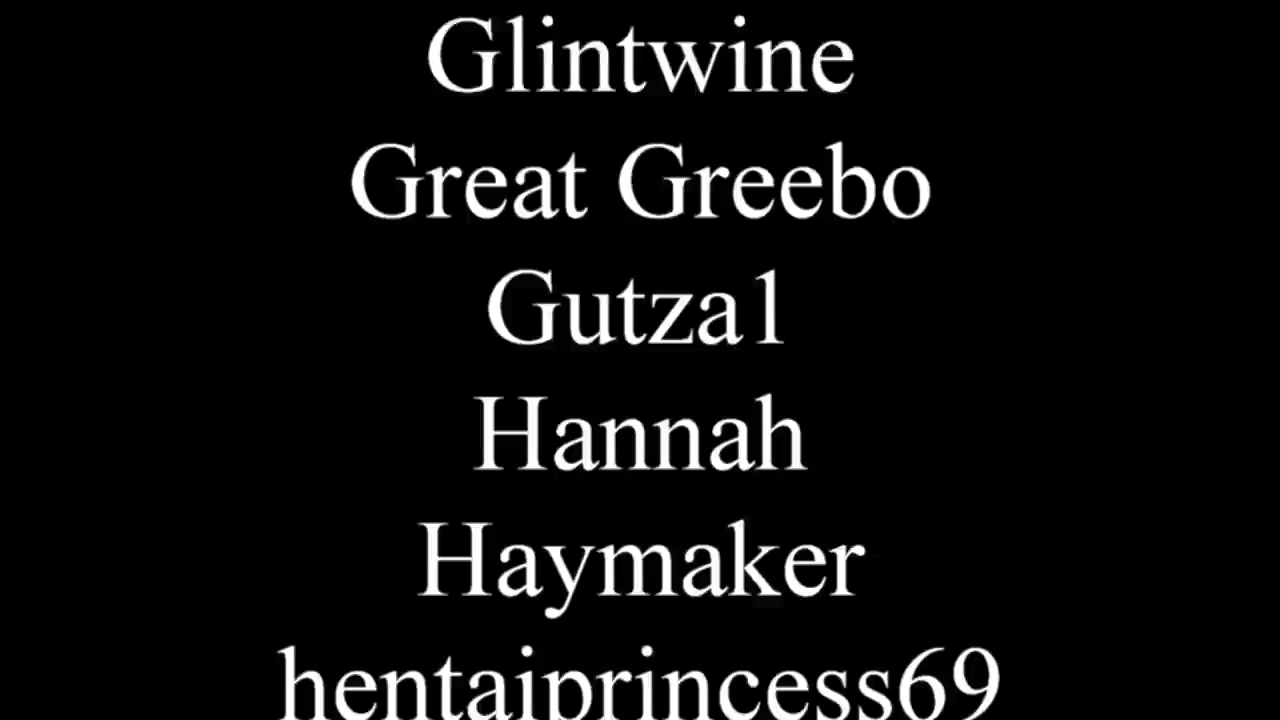 Glintwine
Great Greebo
Gutza1
Hannah
Haymaker
hentaiprincess69